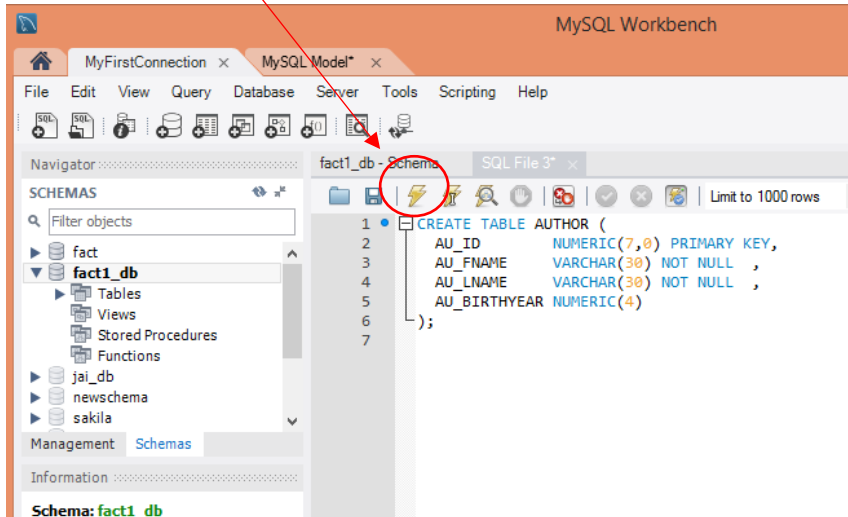 MySQL Workbench
MyFirstConnection × MySQL Model* ×
File Edit View Query Database Server Tools Scripting Help
SQL SQL
Navigator fact1_db - Schema SQL File 3* ×
SCHEMAS Limit to 1000 rows
Filter objects
1 CREATE TABLE AUTHOR (
2 AU_ID NUMERIC(7,0) PRIMARY KEY,
3 AU_FNAME VARCHAR(30) NOT NULL ,
4 AU_LNAME VARCHAR(30) NOT NULL ,
5 AU_BIRTHYEAR NUMERIC(4)
6 );
7
fact
fact1_db
Tables
Views
Stored Procedures
Functions
jai_db
newschema
sakila
Management Schemas
Information
Schema: fact1_db